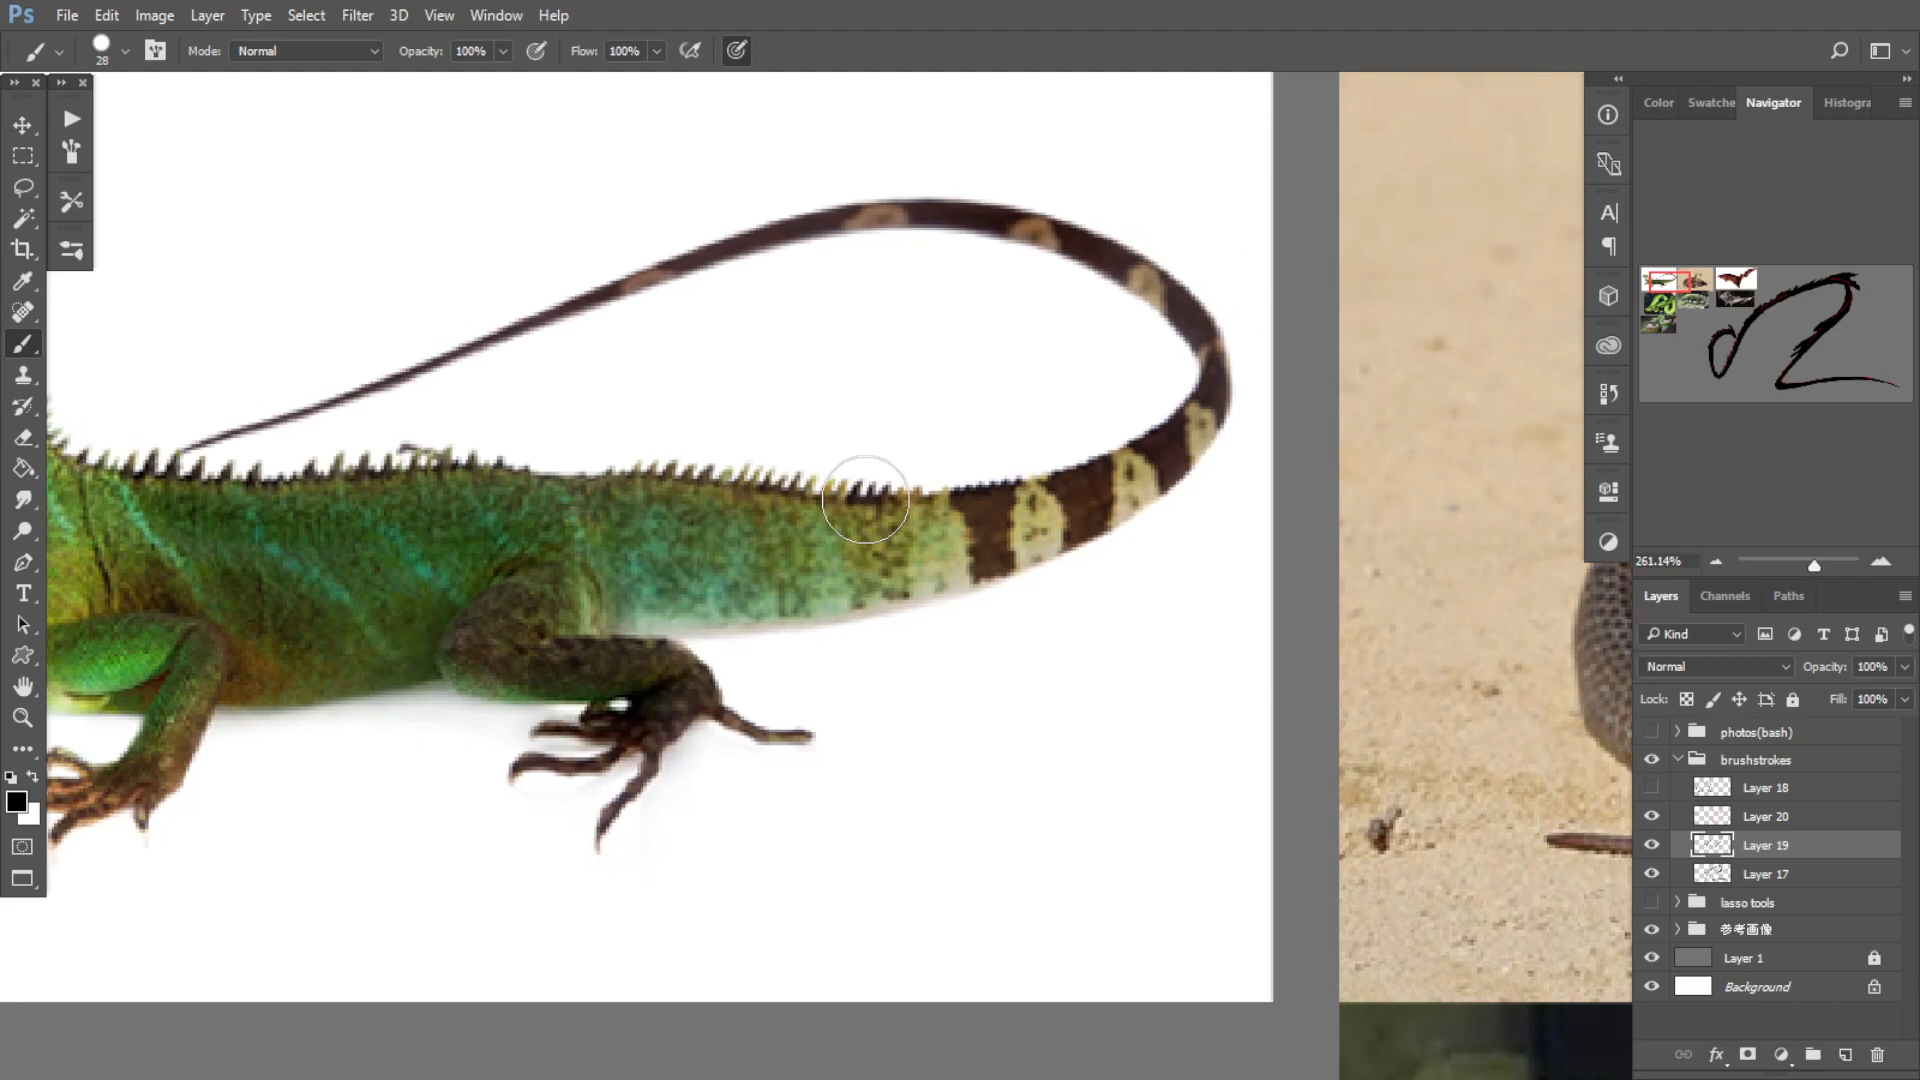 Ps File Edit Image Layer Type Select Filter 3D View Window Help
28 Mode: Normal Opacity: 100% Flow: 100%
Color Swatche Navigator Histogra
261.14%
Layers Channels Paths
Kind
Normal Opacity: 100%
Lock: Fill: 100%
photos(bash)
brushstrokes
Layer 18
Layer 20
Layer 19
Layer 17
lasso tools
参考画像
Layer 1
Background
fx